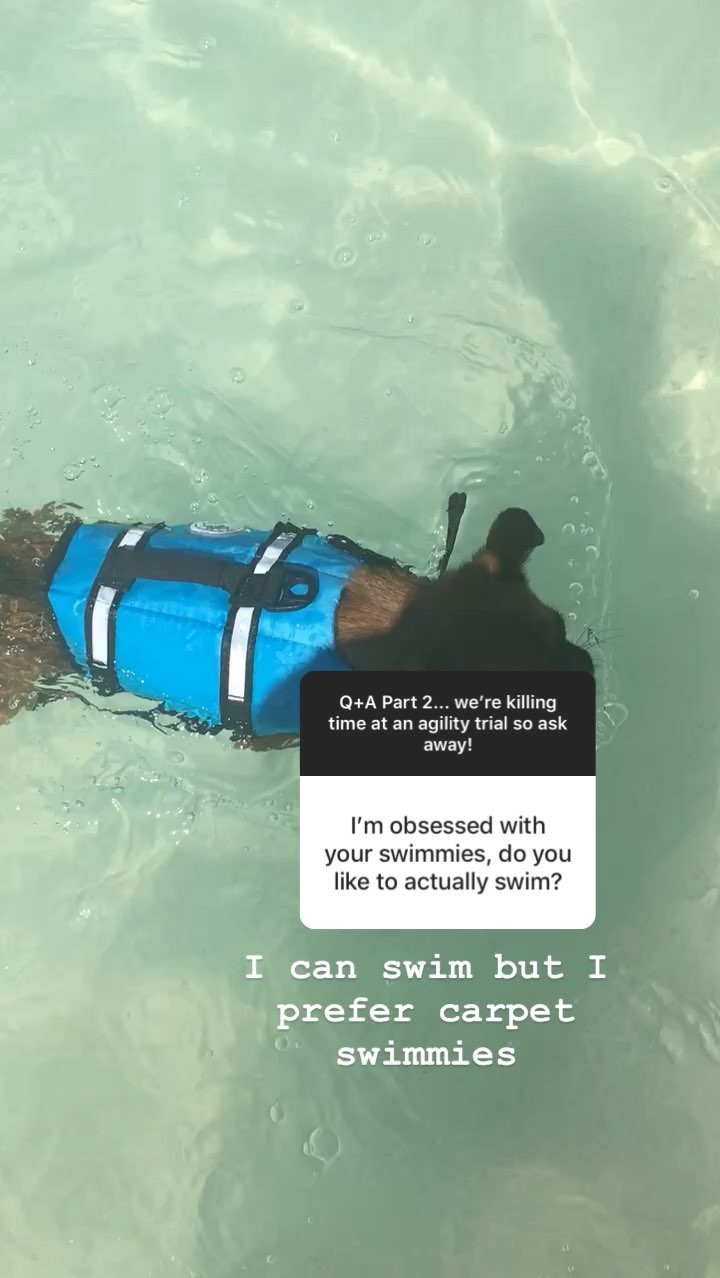 Q+A Part 2... we're killing
time at an agility trial so ask
away!
I'm obsessed with
your swimmies, do you
like to actually swim?
I can swim but I
prefer carpet
swimmies